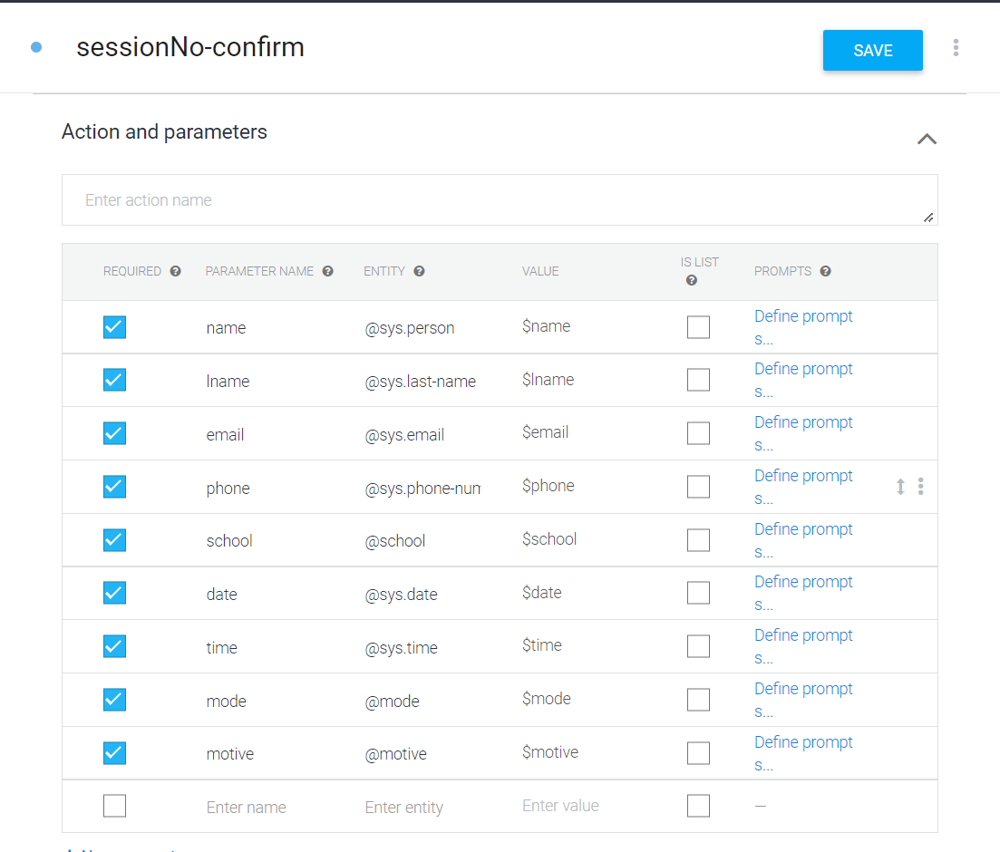 sessionNo-confirm
SAVE
Action and parameters
Enter action name
REQUIRED PARAMETER NAME ENTITY VALUE IS LIST PROMPTS
name @sys.person $name Define prompt
s...
lname @sys.last-name $lname Define prompt
s...
email @sys.email $email Define prompt
s...
phone @sys.phone-num $phone Define prompt
s...
school @school $school Define prompt
s...
date @sys.date $date Define prompt
s...
time @sys.time $time Define prompt
s...
mode @mode $mode Define prompt
s...
motive @motive $motive Define prompt
s...
Enter name Enter entity Enter value –